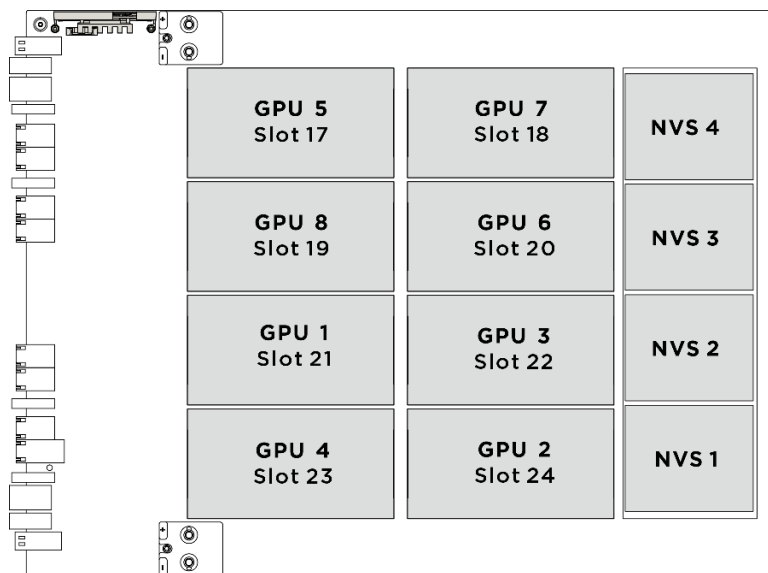 GPU 5
Slot 17
GPU 7
Slot 18
NVS 4
GPU 8
Slot 19
GPU 6
Slot 20
NVS 3
GPU 1
Slot 21
GPU 3
Slot 22
NVS 2
GPU 4
Slot 23
GPU 2
Slot 24
NVS 1